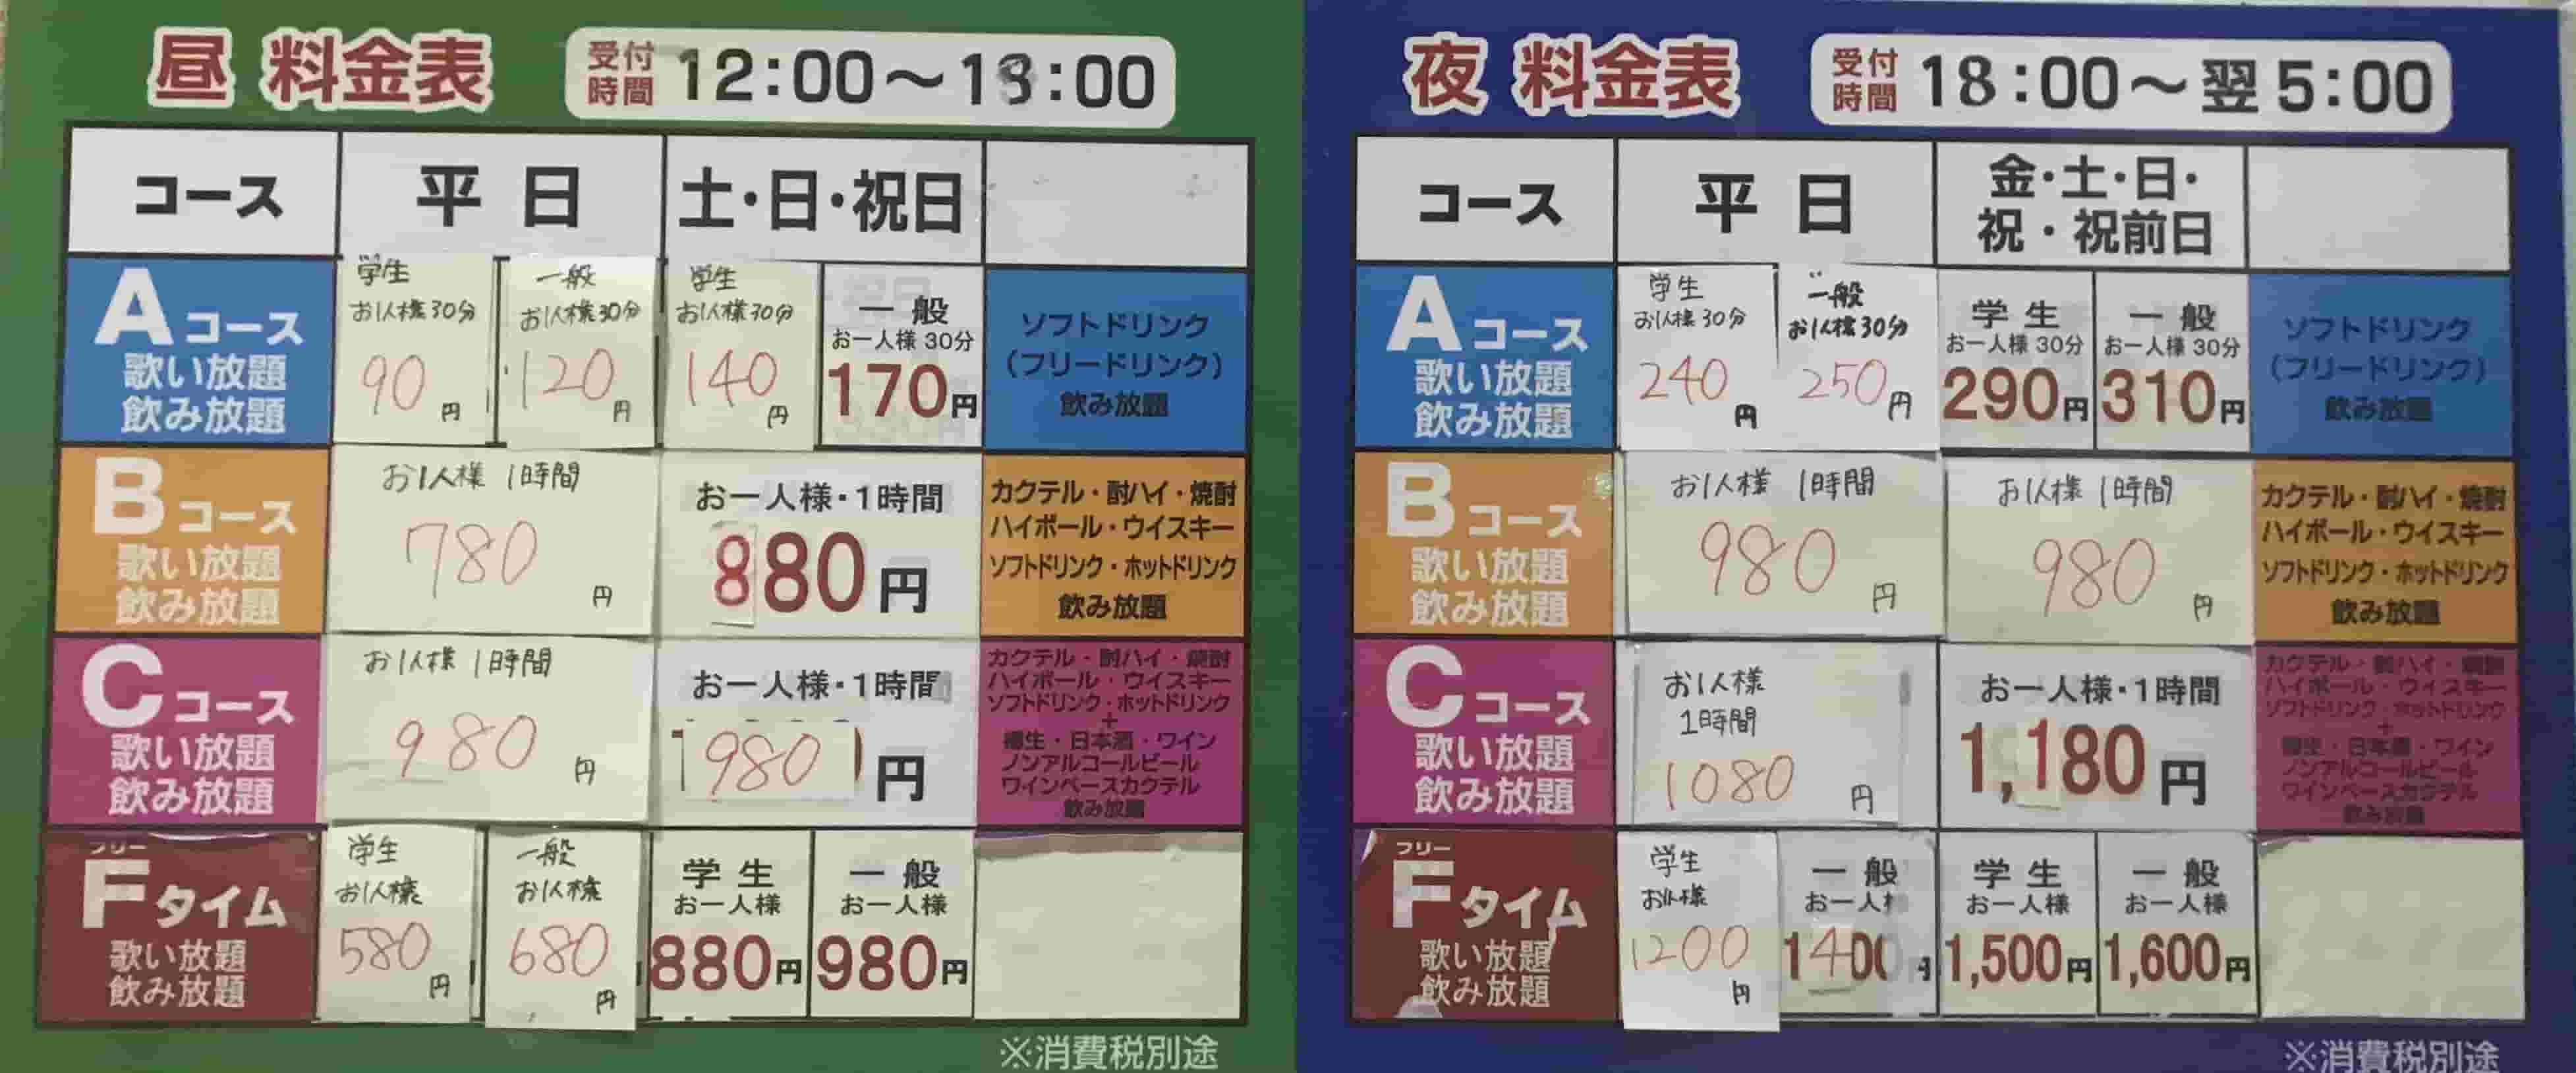 昼 料金表
受付時間 12:00～18:00
コース
平日
土・日・祝日
Aコース
歌い放題
飲み放題
学生
お1人様30分
90円
一般
お1人様30分
120円
学生
お1人様30分
140円
一般
お一人様 30分
170円
ソフトドリンク
（フリードリンク）
飲み放題
Bコース
歌い放題
飲み放題
お1人様 1時間
780円
お一人様・1時間
880円
カクテル・酎ハイ・焼酎
ハイボール・ウイスキー
ソフトドリンク・ホットドリンク
飲み放題
Cコース
歌い放題
飲み放題
お1人様 1時間
980円
お一人様・1時間
980円
カクテル・酎ハイ・焼酎
ハイボール・ウイスキー
ソフトドリンク・ホットドリンク
+
樽生・日本酒・ワイン
ノンアルコールビール
ワインベースカクテル
飲み放題
フリー
Fタイム
歌い放題
飲み放題
学生
お1人様
580円
一般
お1人様
680円
学生
お一人様
880円
一般
お一人様
980円
※消費税別途
夜 料金表
受付時間 18:00～翌5:00
コース
平日
金・土・日・
祝・祝前日
Aコース
歌い放題
飲み放題
学生
お1人様30分
240円
一般
お1人様30分
250円
学生
お一人様 30分
290円
一般
お一人様 30分
310円
ソフトドリンク
（フリードリンク）
飲み放題
Bコース
歌い放題
飲み放題
お1人様 1時間
980円
お1人様 1時間
980円
カクテル・酎ハイ・焼酎
ハイボール・ウイスキー
ソフトドリンク・ホットドリンク
飲み放題
Cコース
歌い放題
飲み放題
お1人様
1時間
1080円
お一人様・1時間
1,180円
カクテル・酎ハイ・焼酎
ハイボール・ウイスキー
ソフトドリンク・ホットドリンク
+
樽生・日本酒・ワイン
ノンアルコールビール
ワインベースカクテル
飲み放題
フリー
Fタイム
歌い放題
飲み放題
学生
お1人様
1200円
一般
お一人様
1400円
学生
お一人様
1,500円
一般
お一人様
1,600円
※消費税別途